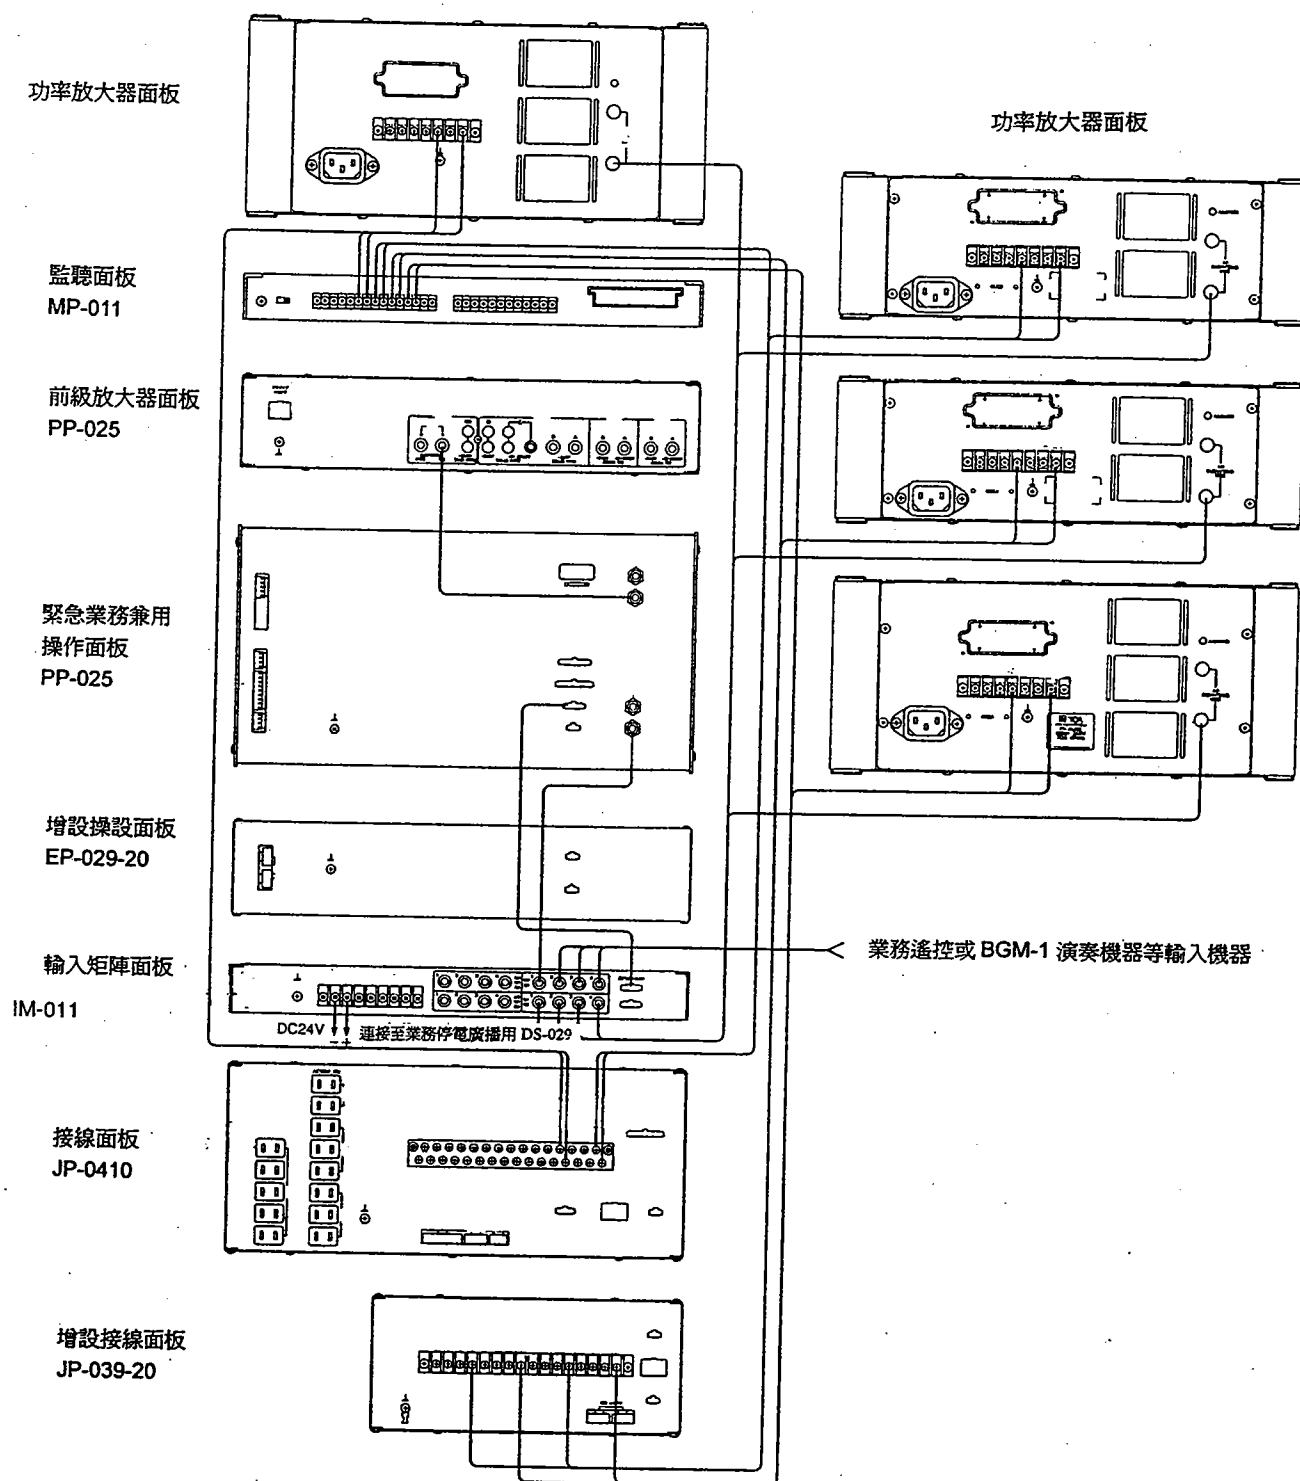 功率放大器面板
功率放大器面板
監聽面板
MP-011
前級放大器面板
PP-025
緊急業務兼用
操作面板
PP-025
增設操設面板
EP-029-20
業務遙控或 BGM-1 演奏機器等輸入機器
輸入矩陣面板
IM-011
DC24V
連接至業務停電廣播用 DS-029
接線面板
JP-0410
增設接線面板
JP-039-20